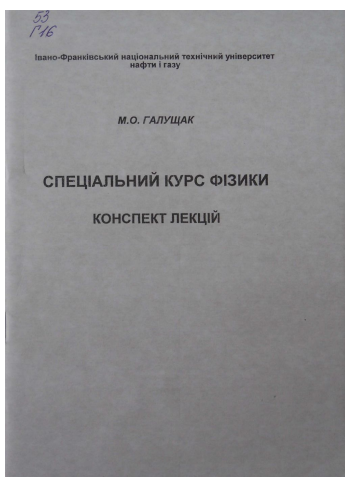 53
Г16
Івано-Франківський національний технічний університет
нафти і газу
М.О. ГАЛУЩАК
СПЕЦІАЛЬНИЙ КУРС ФІЗИКИ
КОНСПЕКТ ЛЕКЦІЙ